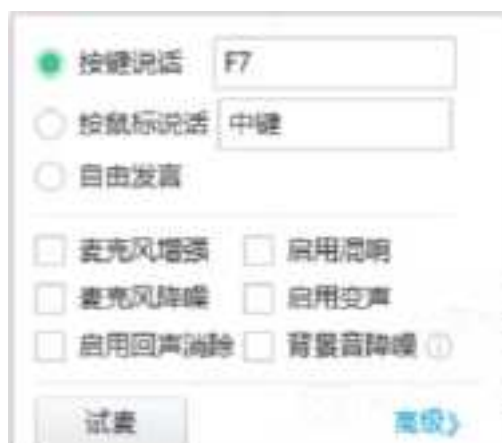 按键说话 F7
按鼠标说话 中键
自由发言
麦克风增强 启用混响
麦克风降噪 启用变声
启用回声消除 背景音降噪
试麦 高级